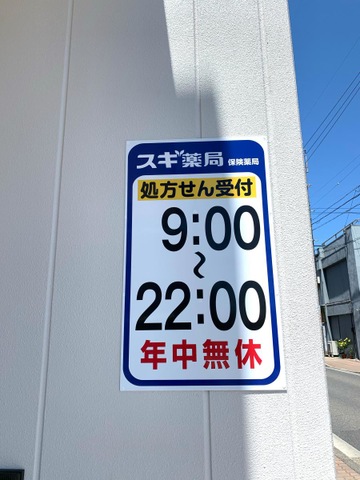 スギ薬局 保険薬局
処方せん受付
9:00
〜
22:00
年中無休